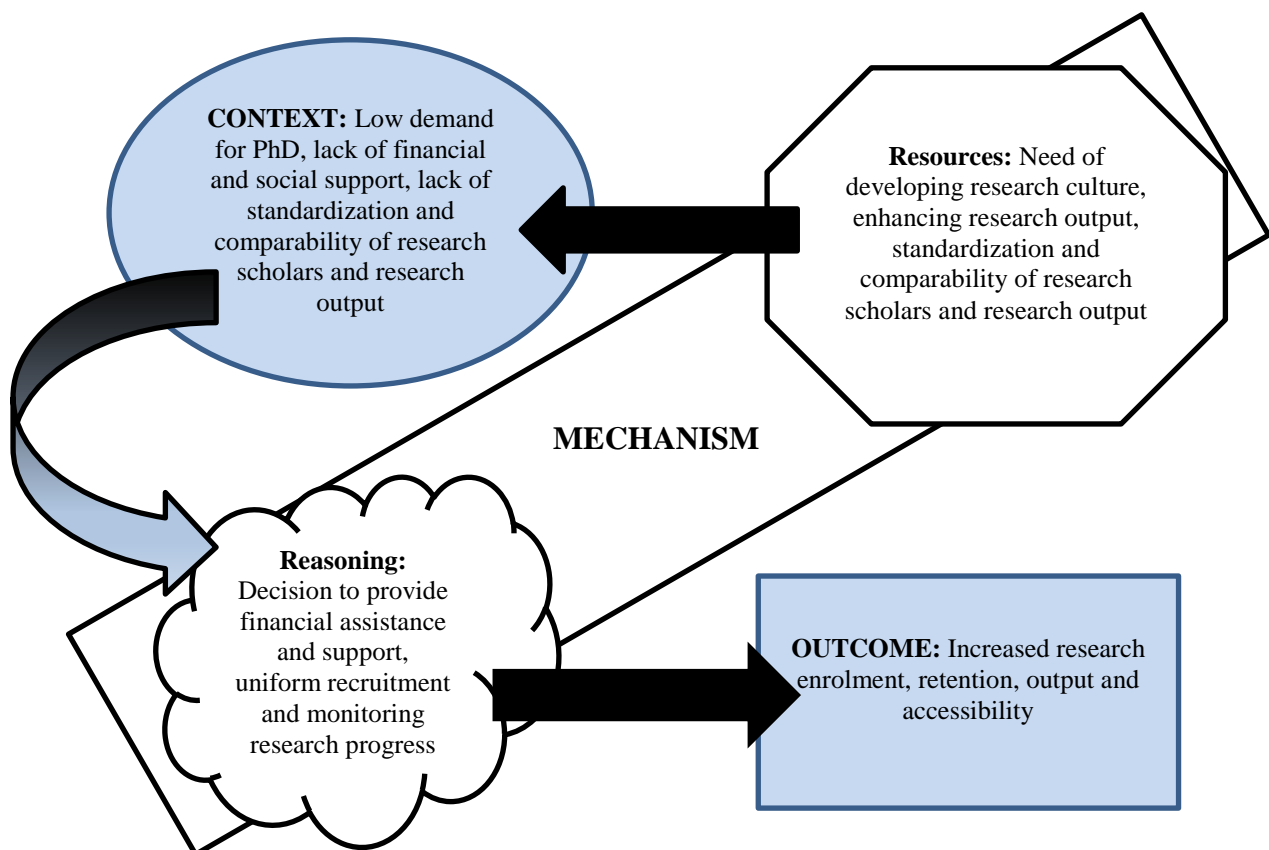 CONTEXT: Low demand
for PhD, lack of financial
and social support, lack of
standardization and
comparability of research
scholars and research
output
Resources: Need of
developing research culture,
enhancing research output,
standardization and
comparability of research
scholars and research output
MECHANISM
Reasoning:
Decision to provide
financial assistance
and support,
uniform recruitment
and monitoring
research progress
OUTCOME: Increased research
enrolment, retention, output and
accessibility